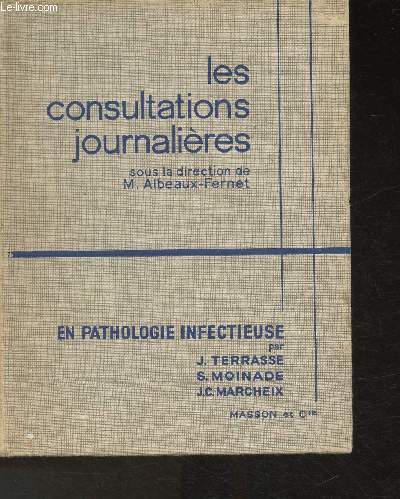 Le-Livre.com
les
consultations
journalières
sous la direction de
M. Albeaux-Fernet
EN PATHOLOGIE INFECTIEUSE
par
J. TERRASSE
S. MOINADE
J.C. MARCHEIX
MASSON et Cie